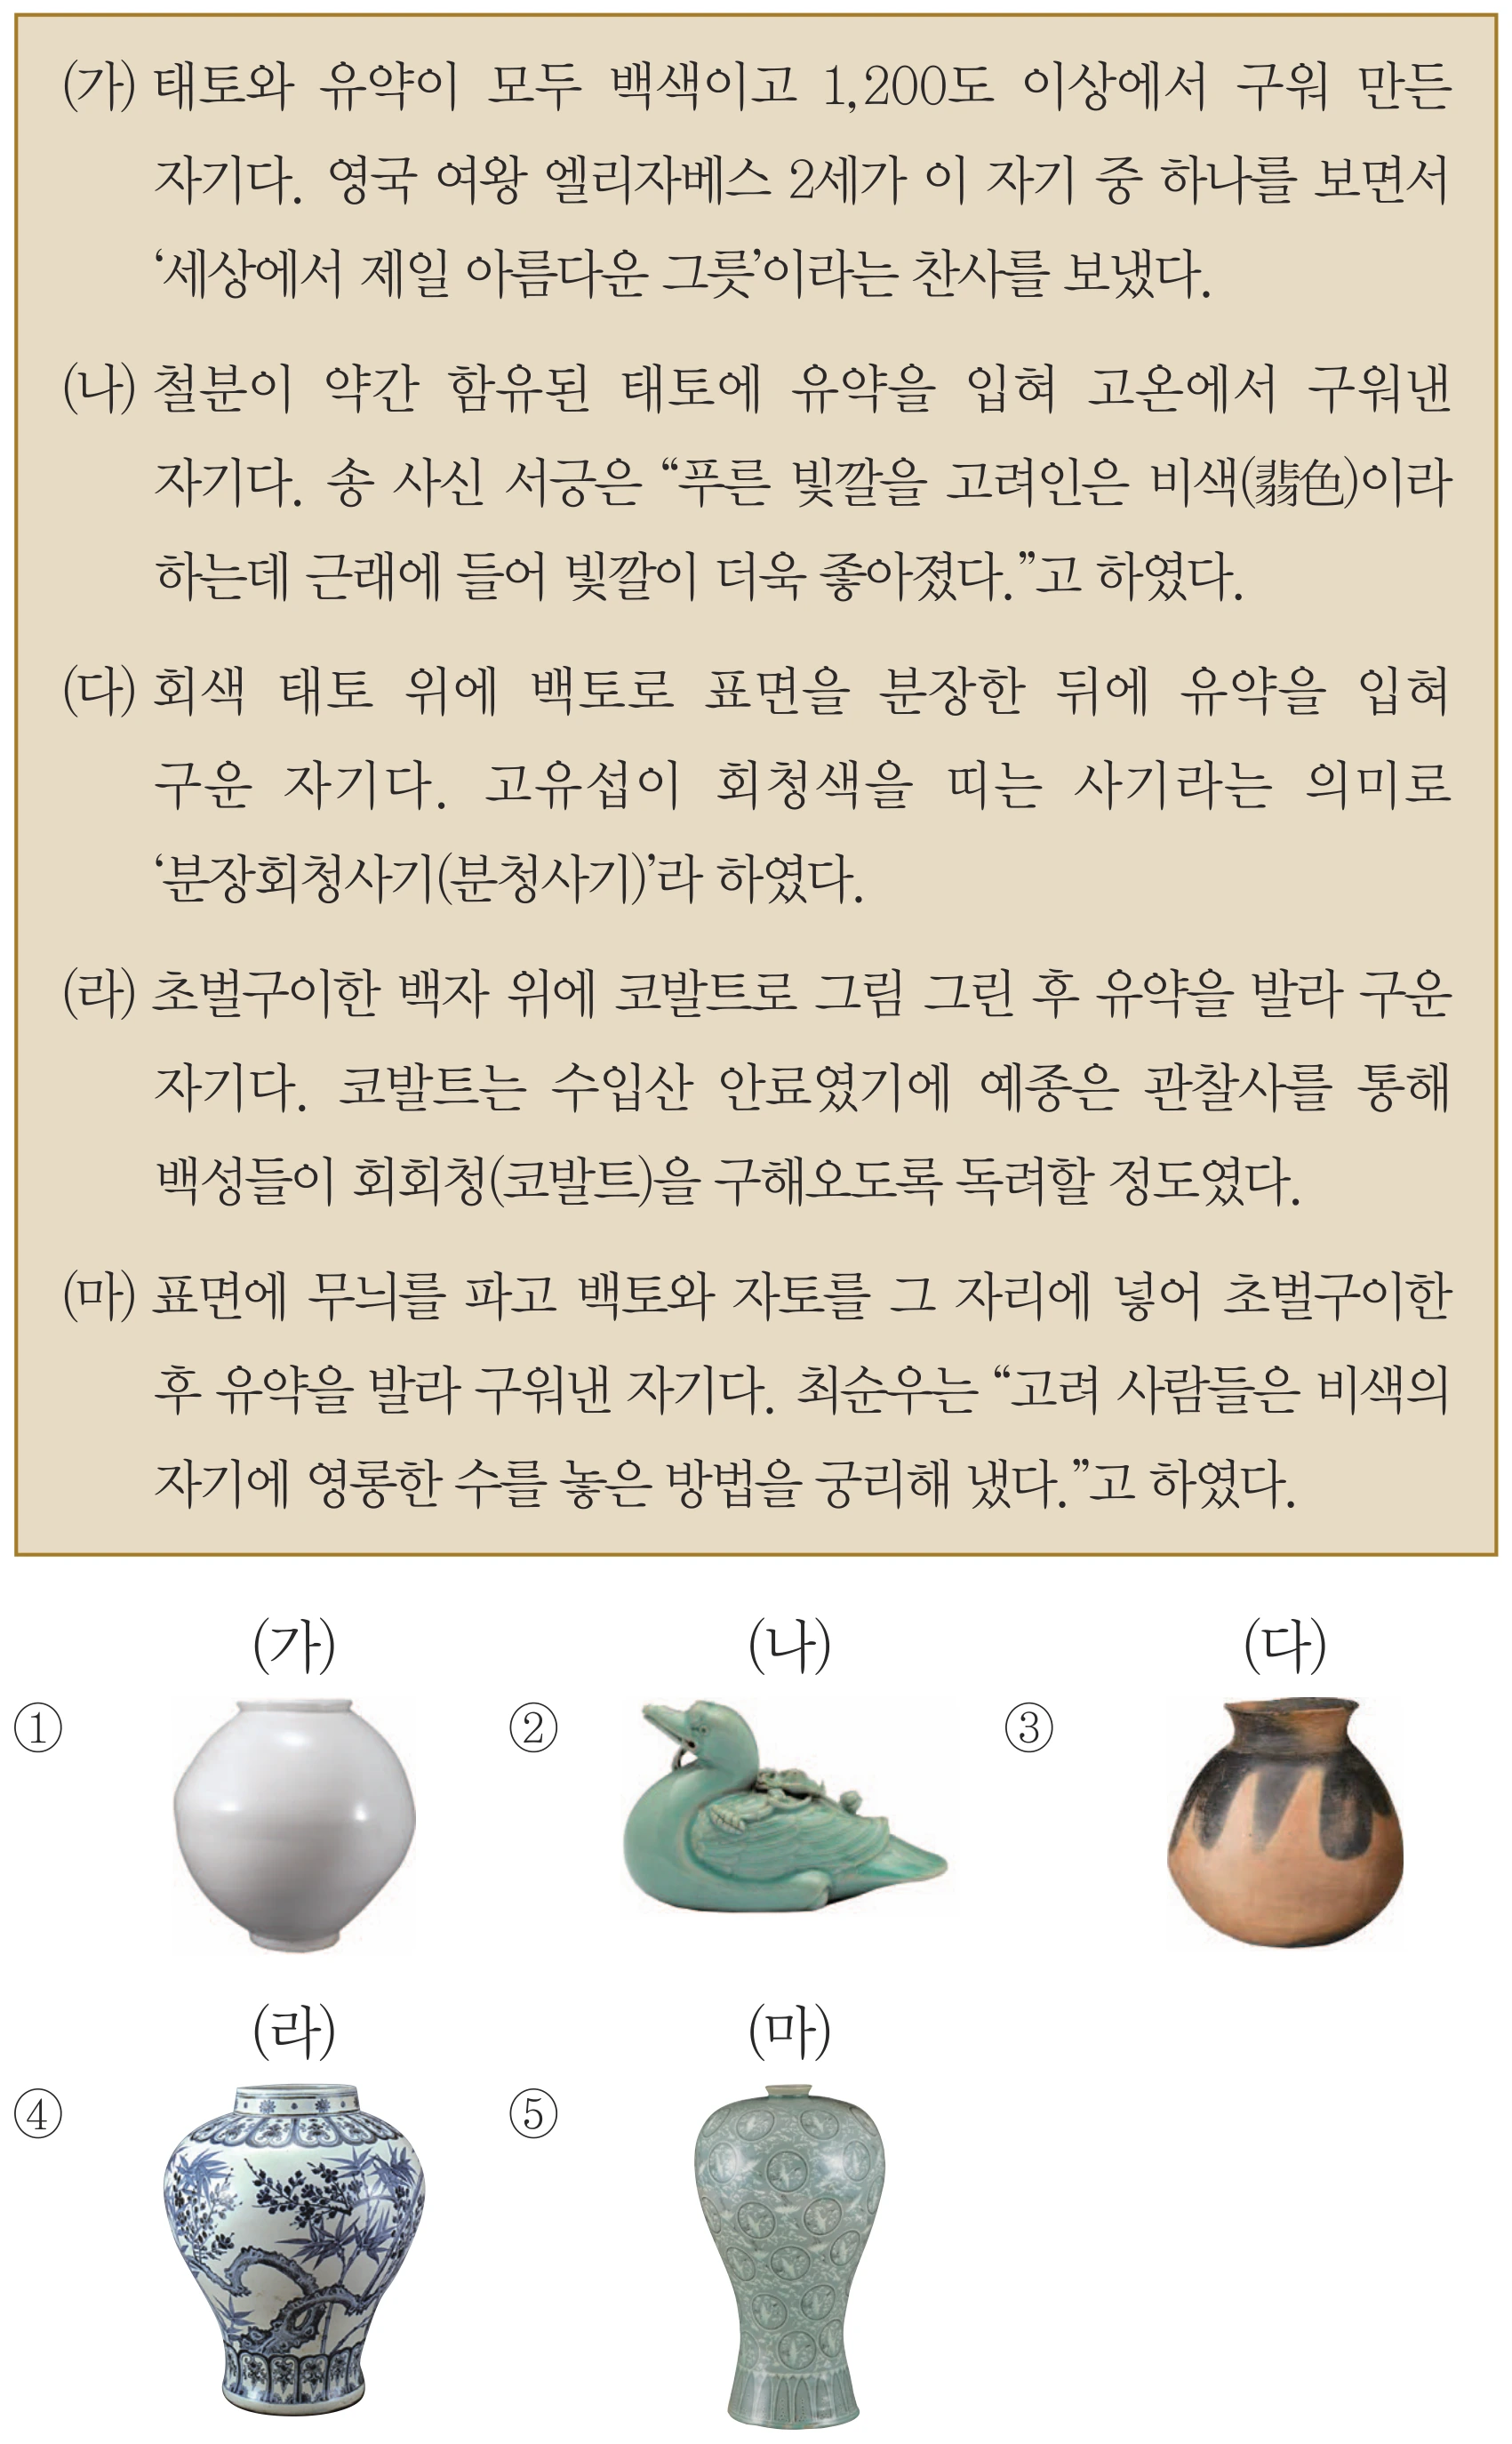 (가) 태토와 유약이 모두 백색이고 1,200도 이상에서 구워 만든
자기다. 영국 여왕 엘리자베스 2세가 이 자기 중 하나를 보면서
‘세상에서 제일 아름다운 그릇’이라는 찬사를 보냈다.
(나) 철분이 약간 함유된 태토에 유약을 입혀 고온에서 구워낸
자기다. 송 사신 서긍은 “푸른 빛깔을 고려인은 비색(翡色)이라
하는데 근래에 들어 빛깔이 더욱 좋아졌다.”고 하였다.
(다) 회색 태토 위에 백토로 표면을 분장한 뒤에 유약을 입혀
구운 자기다. 고유섭이 회청색을 띠는 사기라는 의미로
‘분장회청사기(분청사기)’라 하였다.
(라) 초벌구이한 백자 위에 코발트로 그림 그린 후 유약을 발라 구운
자기다. 코발트는 수입산 안료였기에 예종은 관찰사를 통해
백성들이 회회청(코발트)을 구해오도록 독려할 정도였다.
(마) 표면에 무늬를 파고 백토와 자토를 그 자리에 넣어 초벌구이한
후 유약을 발라 구워낸 자기다. 최순우는 “고려 사람들은 비색의
자기에 영롱한 수를 놓은 방법을 궁리해 냈다.”고 하였다.
(가) (나) (다)
① ② ③
(라) (마)
④ ⑤